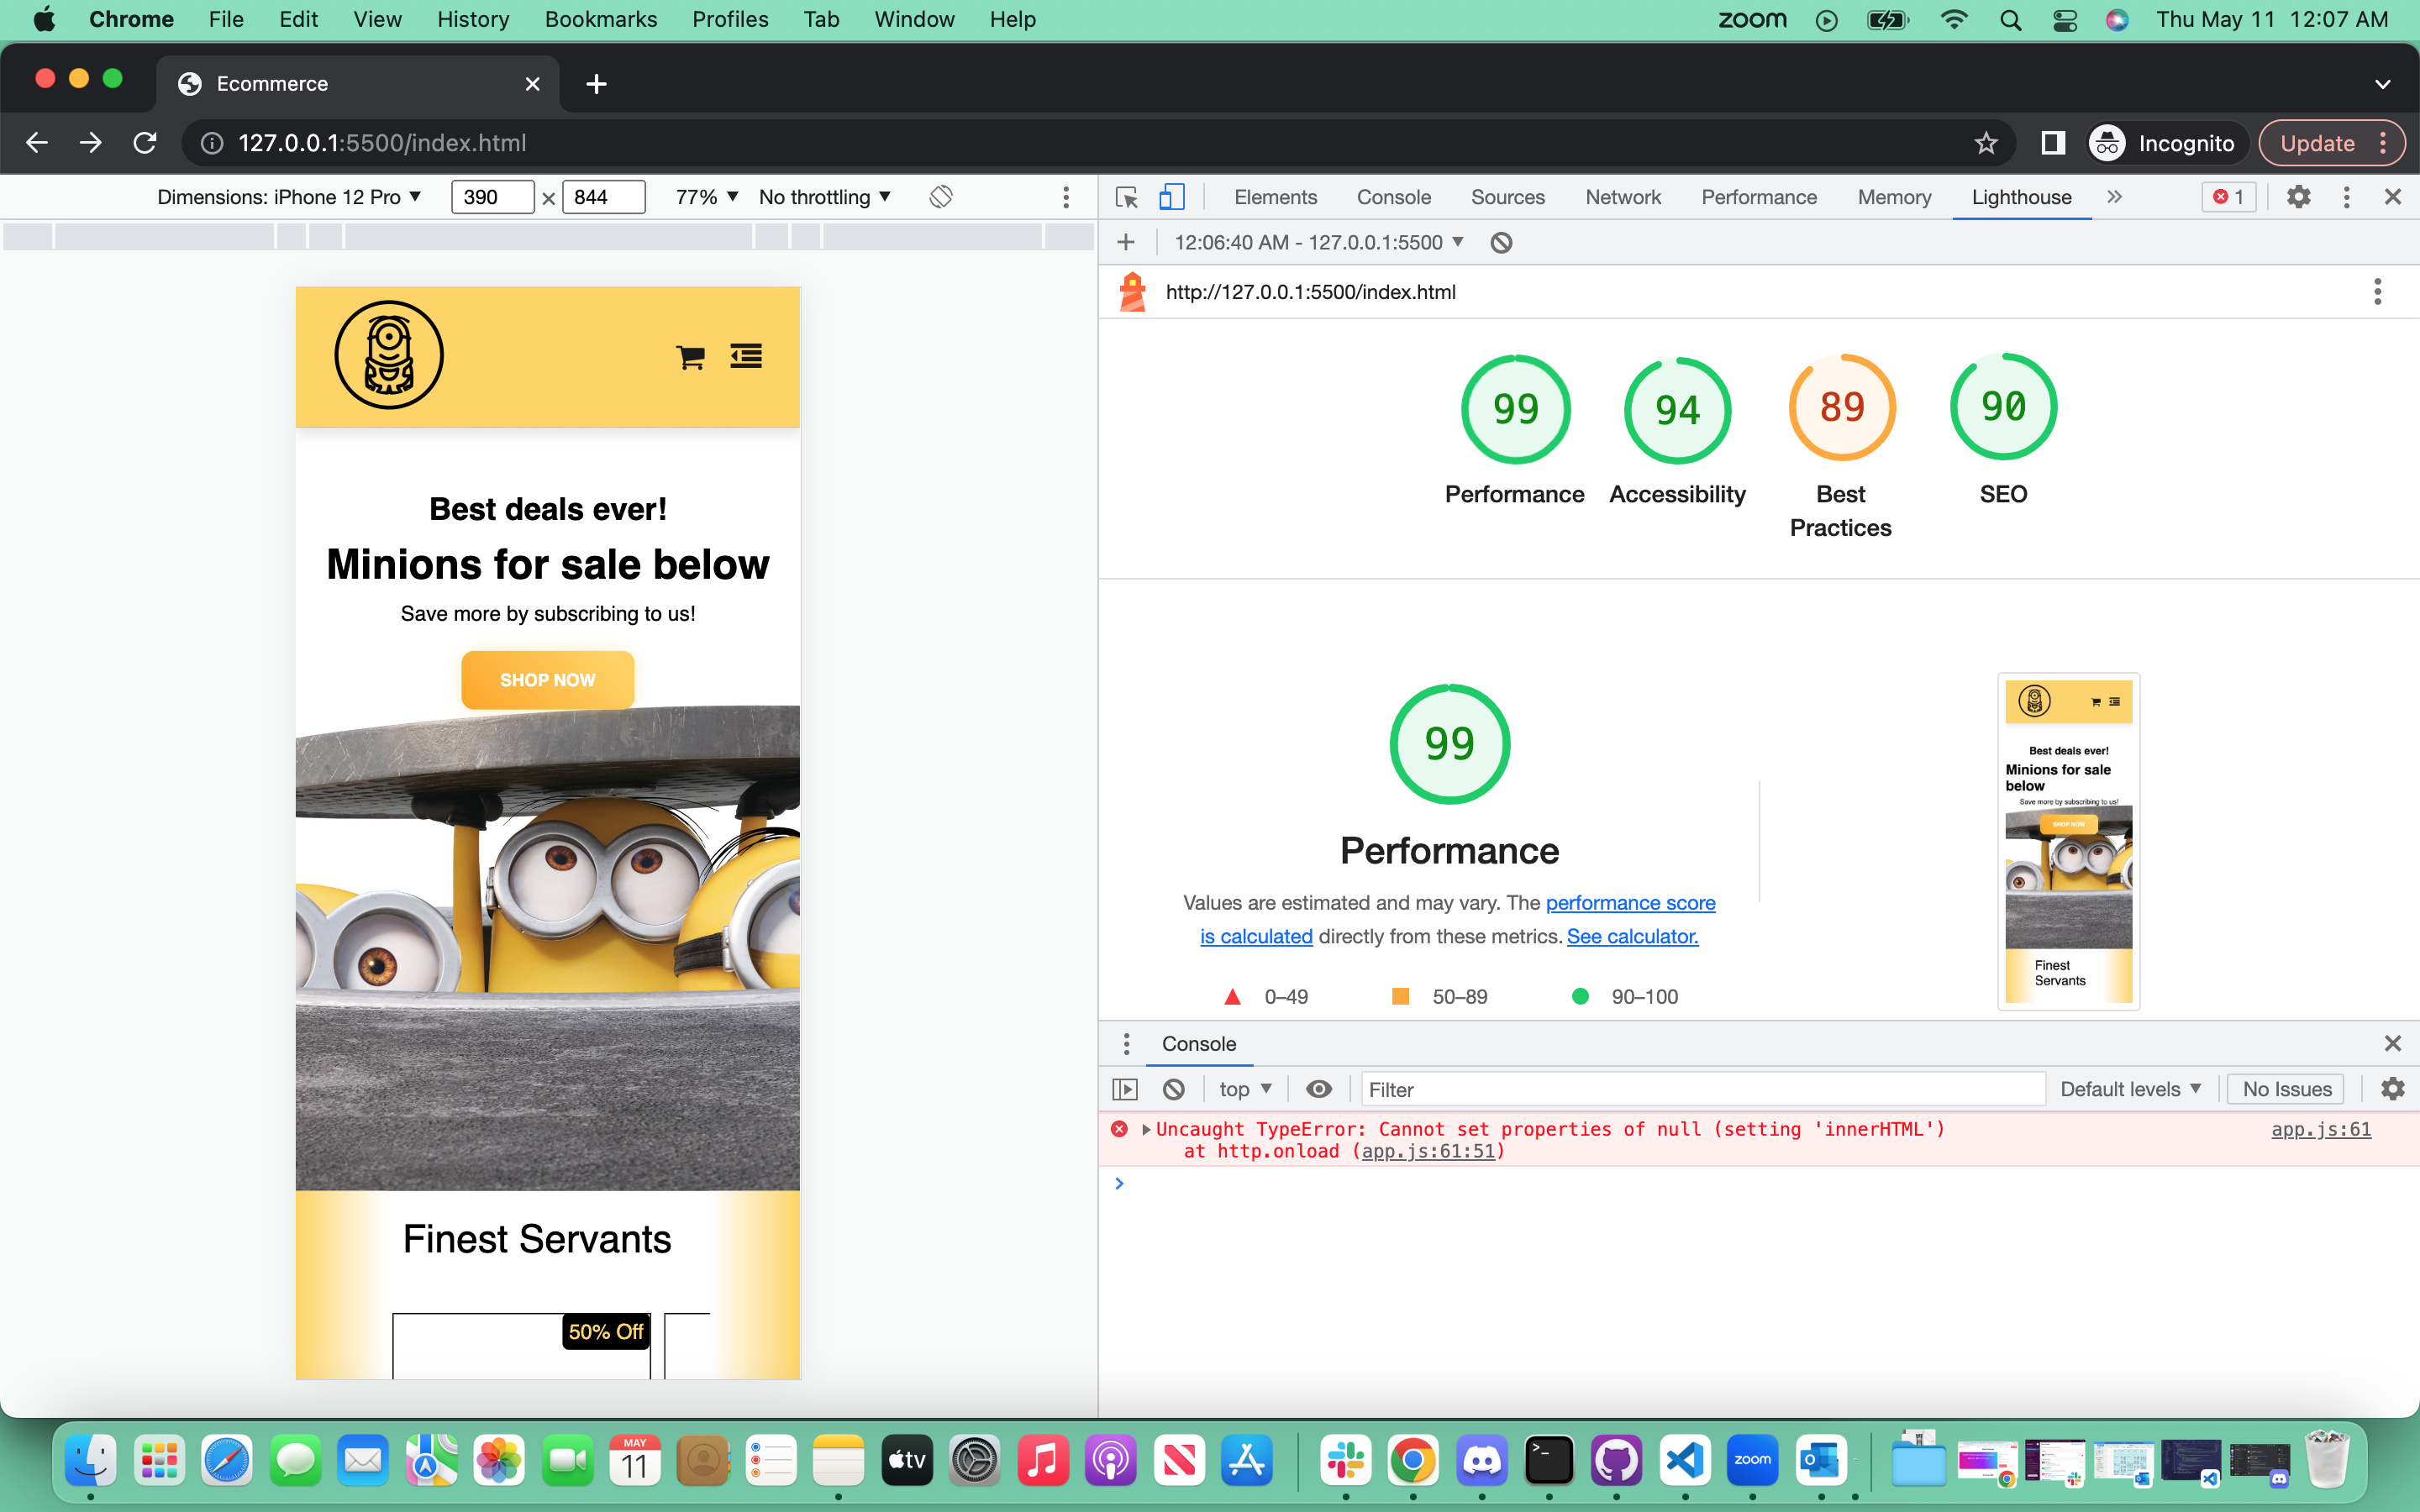 Chrome File Edit View History Bookmarks Profiles Tab Window Help zoom Thu May 11 12:07 AM
Ecommerce
127.0.0.1:5500/index.html Incognito Update
Dimensions: iPhone 12 Pro 390 × 844 77% No throttling
Elements Console Sources Network Performance Memory Lighthouse 1
12:06:40 AM - 127.0.0.1:5500
http://127.0.0.1:5500/index.html
99 94 89 90
Performance Accessibility Best Practices SEO
Best deals ever!
Minions for sale below
Save more by subscribing to us!
SHOP NOW
Finest Servants
50% Off
99
Performance
Values are estimated and may vary. The performance score
is calculated directly from these metrics. See calculator.
0–49 50–89 90–100
Best deals ever!
Minions for sale
below
Save more by subscribing to us!
SHOP NOW
Finest
Servants
Console
top Filter Default levels No Issues
Uncaught TypeError: Cannot set properties of null (setting 'innerHTML') app.js:61
at http.onload (app.js:61:51)
MAY
11
tv
zoom